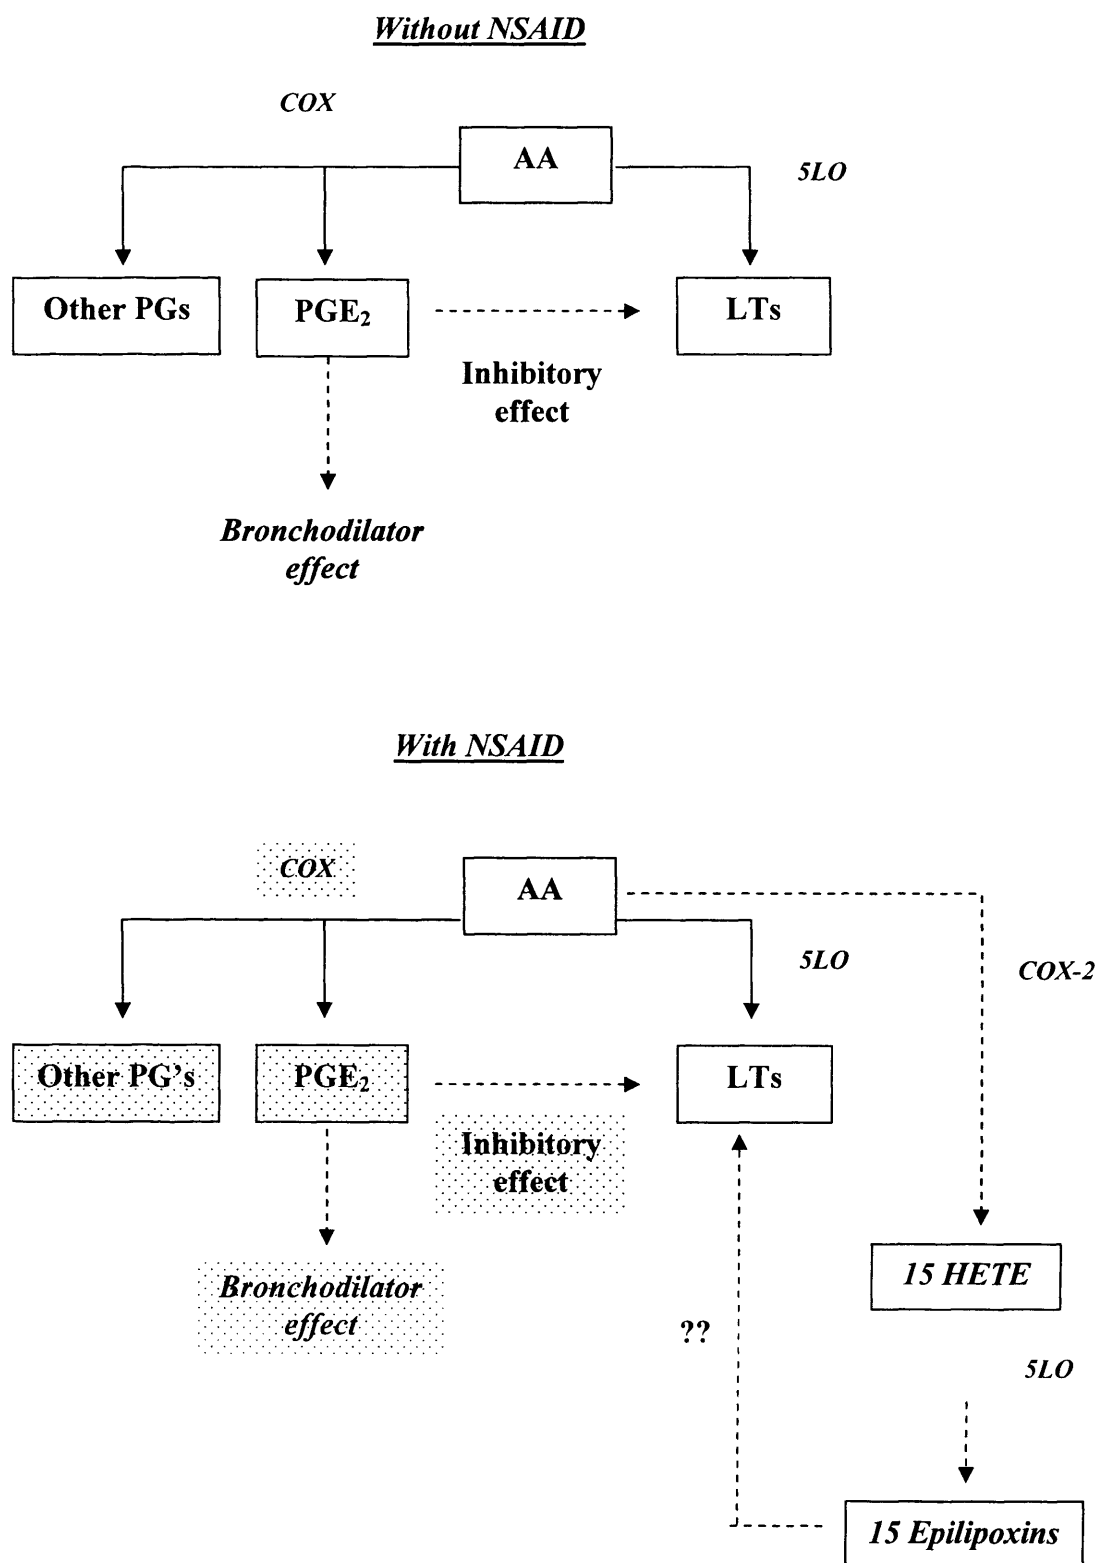 Without NSAID
COX
AA
5LO
Other PGs
PGE₂
LTs
Inhibitory
effect
Bronchodilator
effect
With NSAID
COX
AA
5LO
COX-2
Other PG's
PGE₂
LTs
Inhibitory
effect
15 HETE
Bronchodilator
effect
??
5LO
15 Epilipoxins